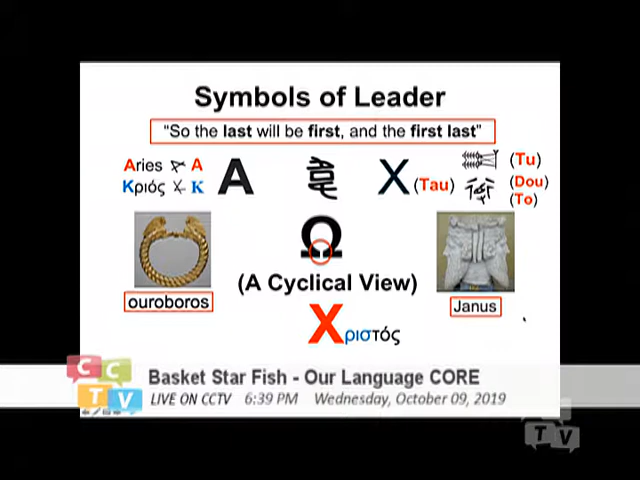 Symbols of Leader
“So the last will be first, and the first last”
Aries A
Κριός Κ
A
X (Tau)
(Tu)
(Dou)
(To)
Ω
(A Cyclical View)
ouroboros
Janus
Χριστός
CCTV
Basket Star Fish - Our Language CORE
LIVE ON CCTV 6:39 PM Wednesday, October 09, 2019
TV